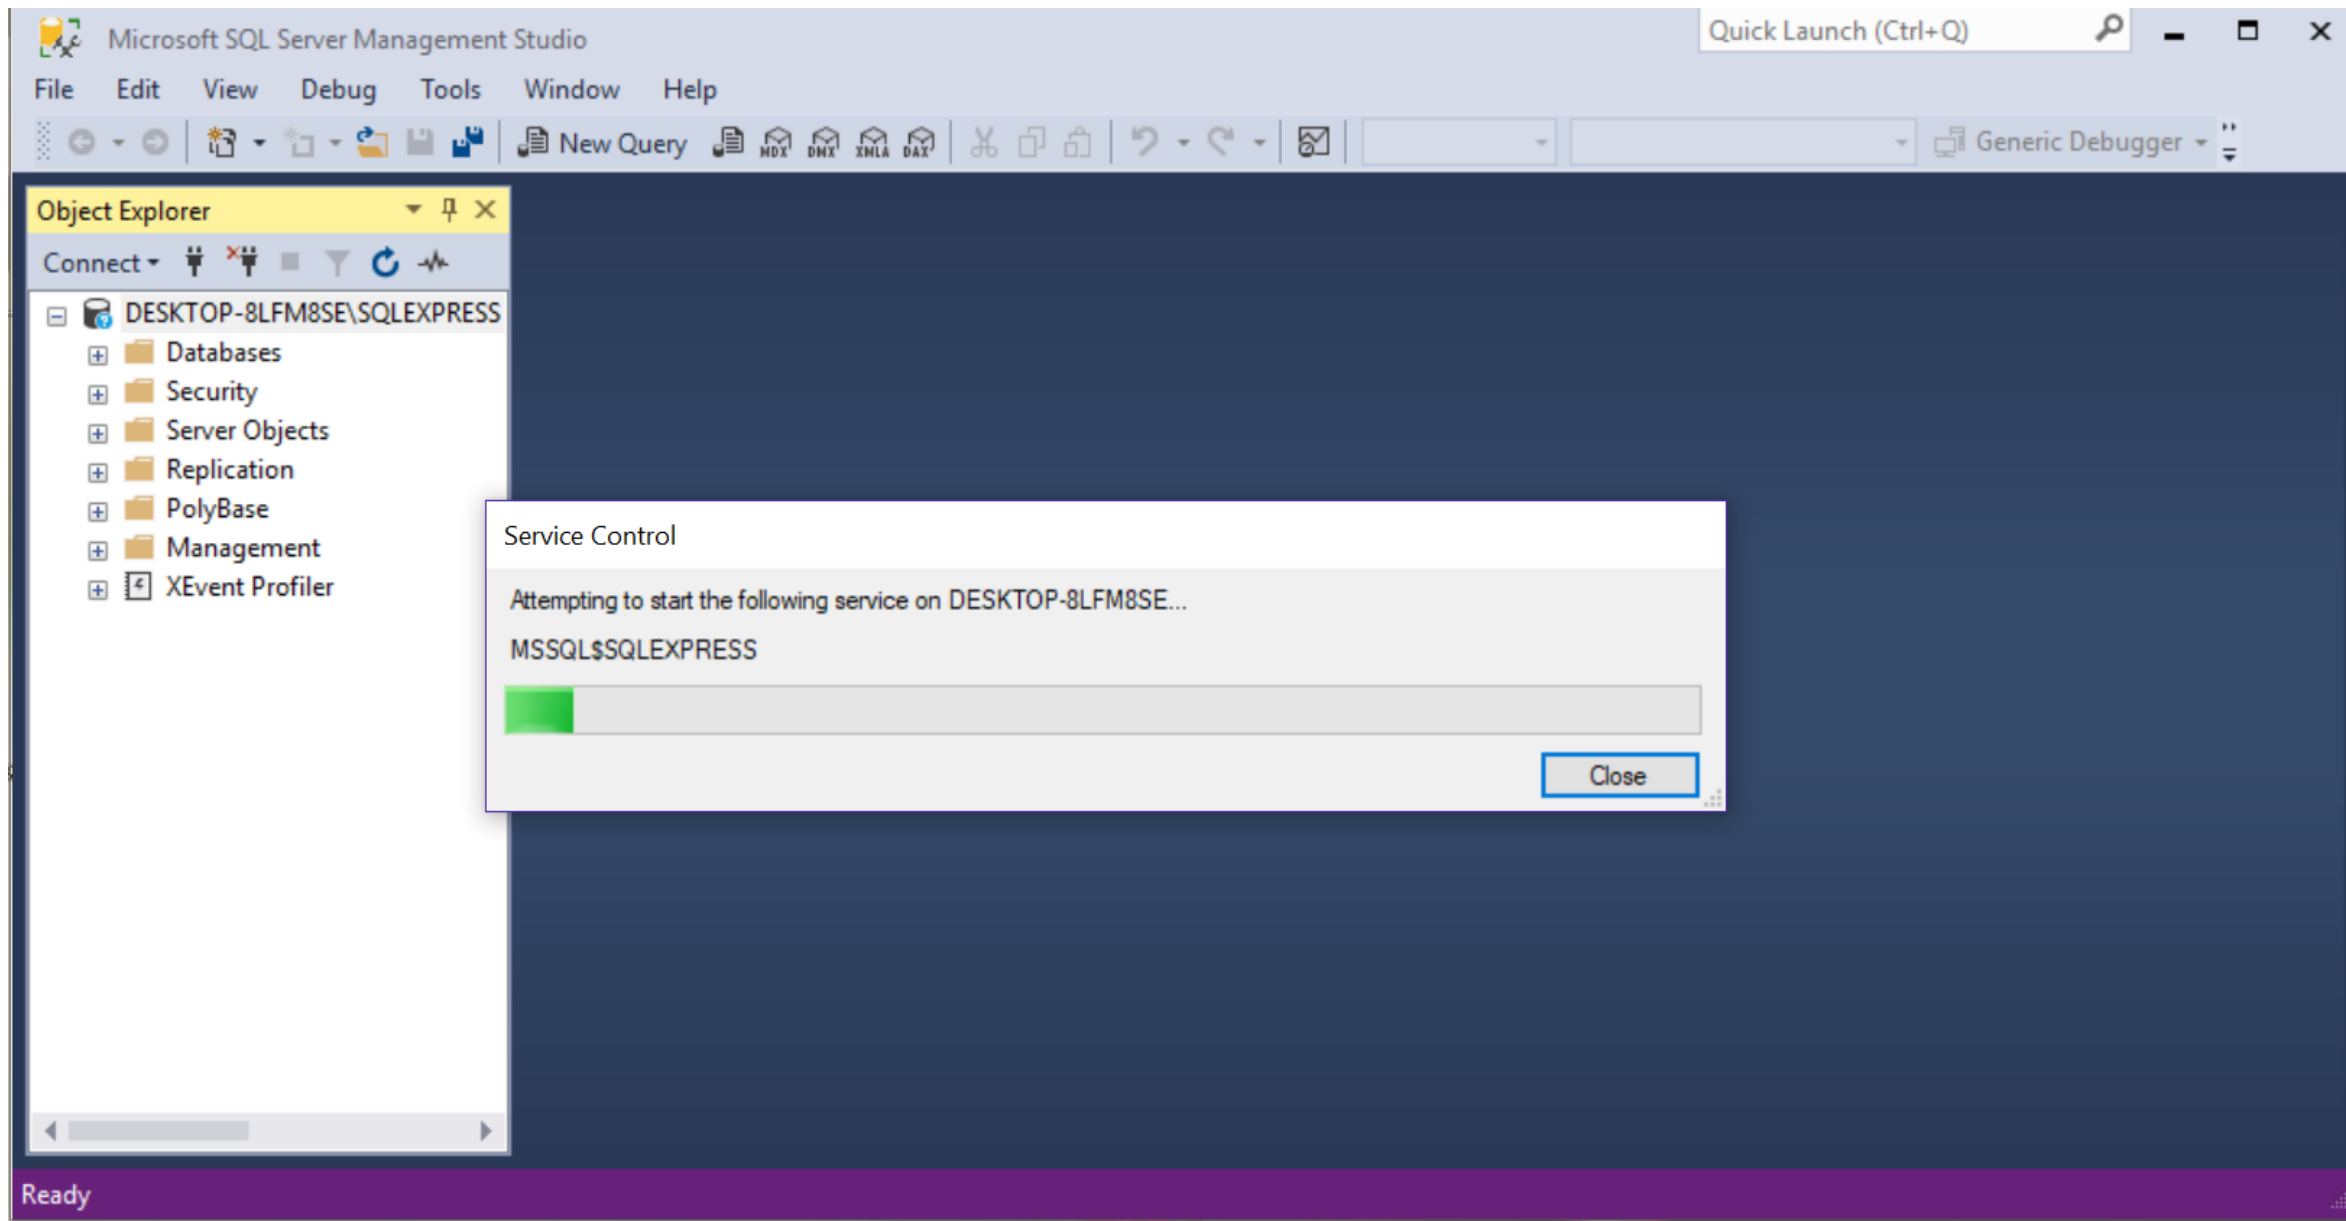 Microsoft SQL Server Management Studio
Quick Launch (Ctrl+Q)
File Edit View Debug Tools Window Help
New Query MDX DMX XMLA DAX Generic Debugger
Object Explorer
Connect
DESKTOP-8LFM8SE\SQLEXPRESS
Databases
Security
Server Objects
Replication
PolyBase
Management
XEvent Profiler
Service Control
Attempting to start the following service on DESKTOP-8LFM8SE...
MSSQL$SQLEXPRESS
Close
Ready